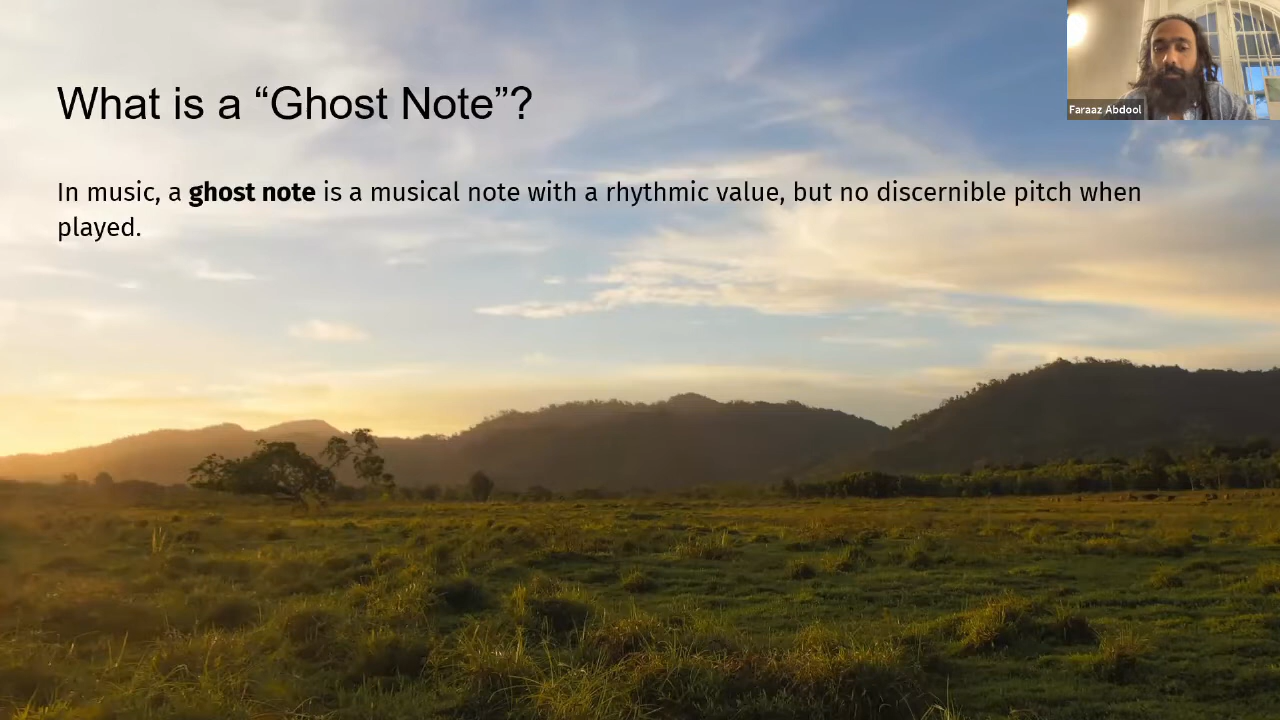 What is a “Ghost Note”?
Faraaz Abdool
In music, a ghost note is a musical note with a rhythmic value, but no discernible pitch when
played.